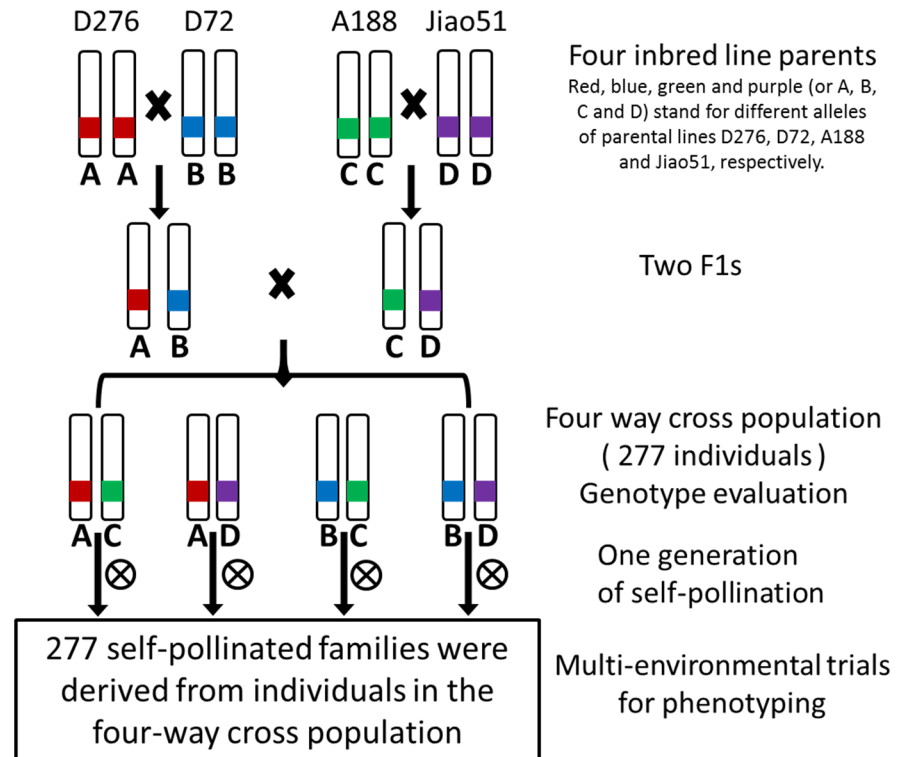 D276 D72 A188 Jiao51
Four inbred line parents
Red, blue, green and purple (or A, B,
C and D) stand for different alleles
of parental lines D276, D72, A188
and Jiao51, respectively.
A A B B C C D D
Two F1s
A B C D
Four way cross population
( 277 individuals )
Genotype evaluation
A C A D B C B D
One generation
of self-pollination
277 self-pollinated families were
derived from individuals in the
four-way cross population
Multi-environmental trials
for phenotyping